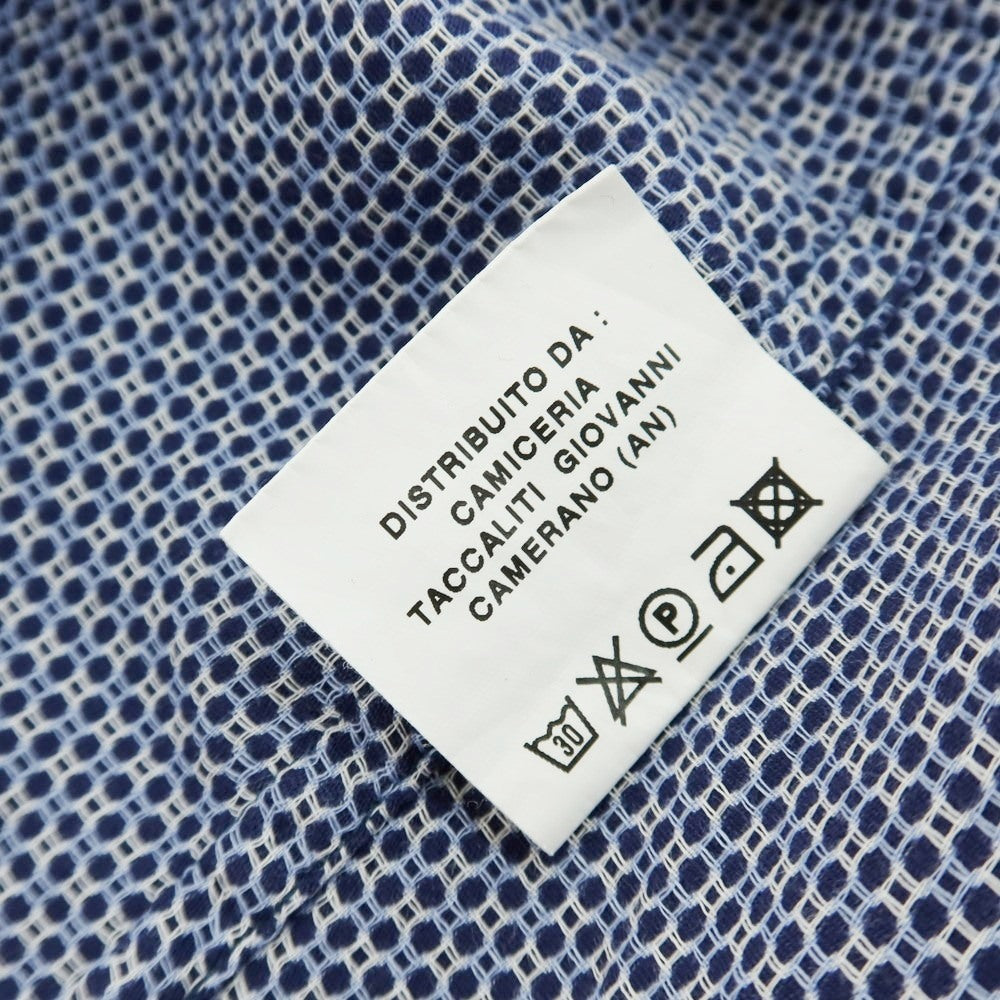 DISTRIBUITO DA :
CAMICERIA
TACCALITI GIOVANNI
CAMERANO (AN)
30 P